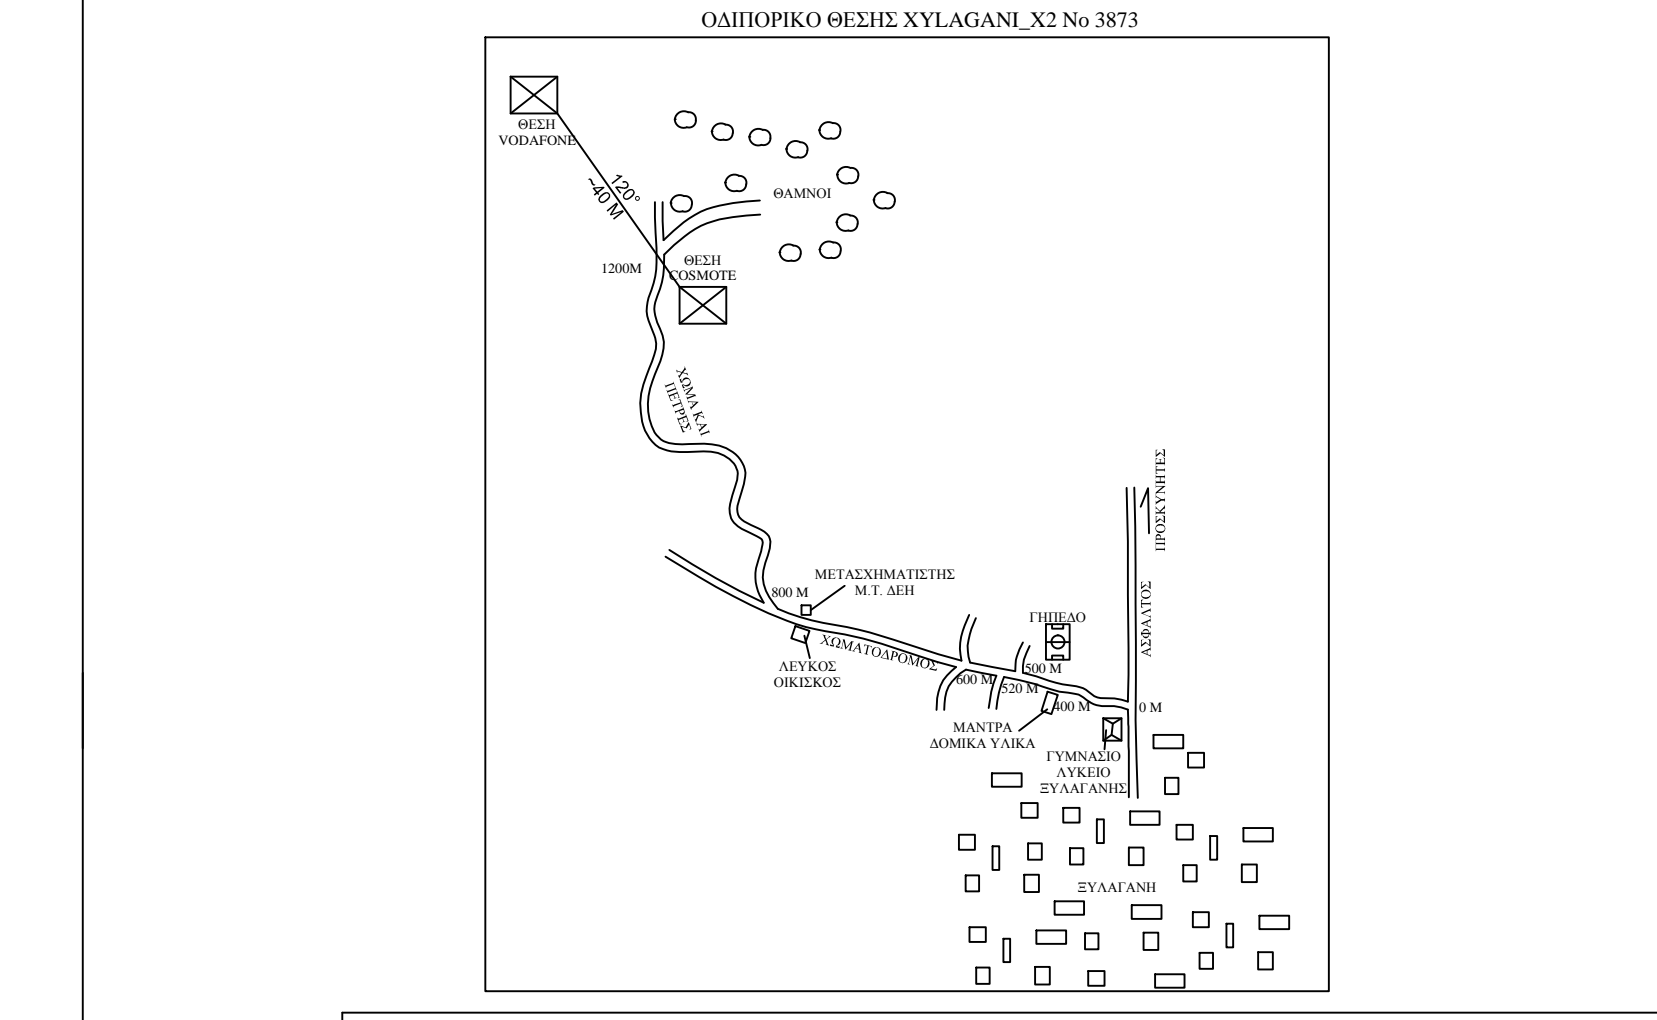 ΟΔΙΠΟΡΙΚΟ ΘΕΣΗΣ XYLAGANI_X2 No 3873
ΘΕΣΗ
VODAFONE
120°
~40 M
ΘΑΜΝΟΙ
1200M
ΘΕΣΗ
COSMOTE
ΧΩΜΑ ΚΑΙ
ΠΕΤΡΕΣ
ΠΡΟΣΚΥΝΗΤΕΣ
ΑΣΦΑΛΤΟΣ
ΜΕΤΑΣΧΗΜΑΤΙΣΤΗΣ
Μ.Τ. ΔΕΗ
800 M
ΓΗΠΕΔΟ
ΧΩΜΑΤΟΔΡΟΜΟΣ
ΛΕΥΚΟΣ
ΟΙΚΙΣΚΟΣ
500 M
600 M
520 M
400 M
0 M
ΜΑΝΤΡΑ
ΔΟΜΙΚΑ ΥΛΙΚΑ
ΓΥΜΝΑΣΙΟ
ΛΥΚΕΙΟ
ΞΥΛΑΓΑΝΗΣ
ΞΥΛΑΓΑΝΗ